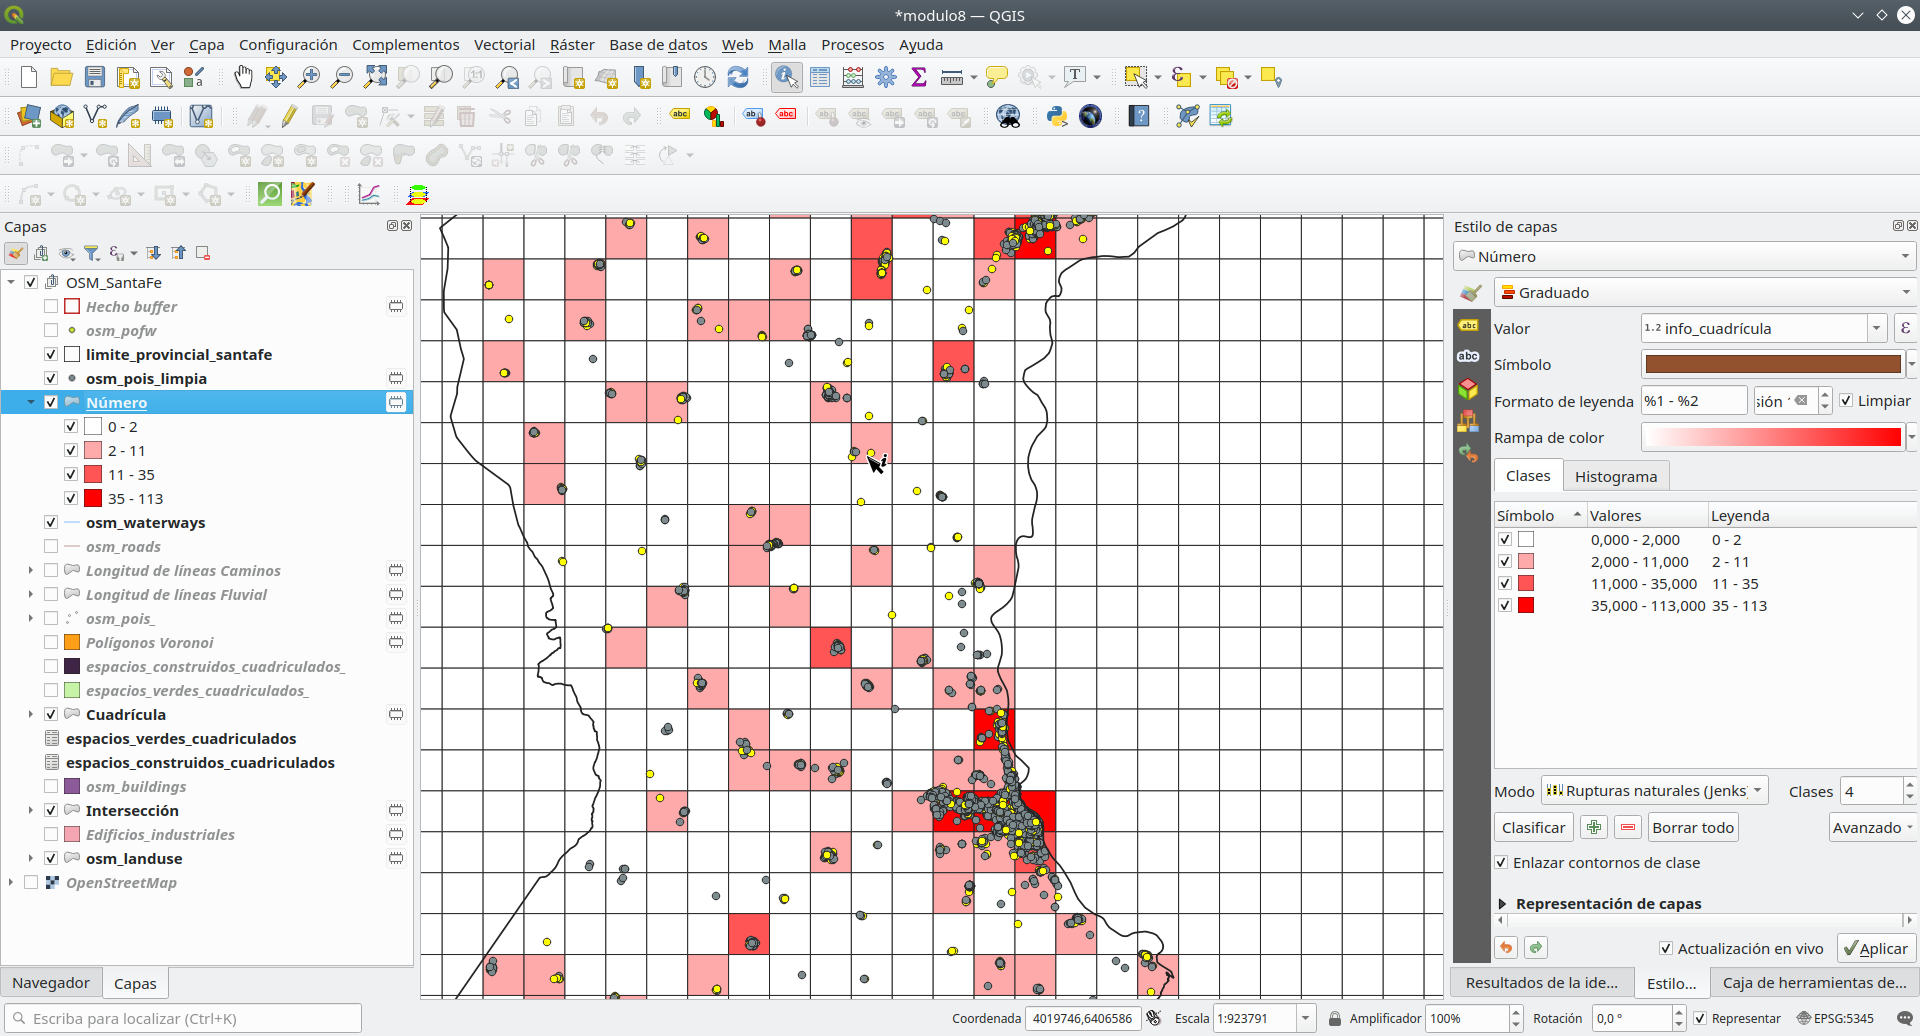 *modulo8 — QGIS
Proyecto Edición Ver Capa Configuración Complementos Vectorial Ráster Base de datos Web Malla Procesos Ayuda
Capas
OSM_SantaFe
Hecho buffer
osm_pofw
limite_provincial_santafe
osm_pois_limpia
Número
0 - 2
2 - 11
11 - 35
35 - 113
osm_waterways
osm_roads
Longitud de líneas Caminos
Longitud de líneas Fluvial
osm_pois_
Polígonos Voronoi
espacios_construidos_cuadriculados_
espacios_verdes_cuadriculados_
Cuadrícula
espacios_verdes_cuadriculados
espacios_construidos_cuadriculados
osm_buildings
Intersección
Edificios_industriales
osm_landuse
OpenStreetMap
Navegador Capas
Estilo de capas
Número
Graduado
Valor 1.2 info_cuadrícula ε
Símbolo
Formato de leyenda %1 - %2 Limpiar
Rampa de color
Clases Histograma
Símbolo Valores Leyenda
0,000 - 2,000 0 - 2
2,000 - 11,000 2 - 11
11,000 - 35,000 11 - 35
35,000 - 113,000 35 - 113
Modo Rupturas naturales (Jenks) Clases 4
Clasificar Borrar todo Avanzado
Enlazar contornos de clase
Representación de capas
Actualización en vivo Aplicar
Resultados de la ide... Estilo... Caja de herramientas de...
Escriba para localizar (Ctrl+K) Coordenada 4019746,6406586 Escala 1:923791 Amplificador 100% Rotación 0,0 ° Representar EPSG:5345